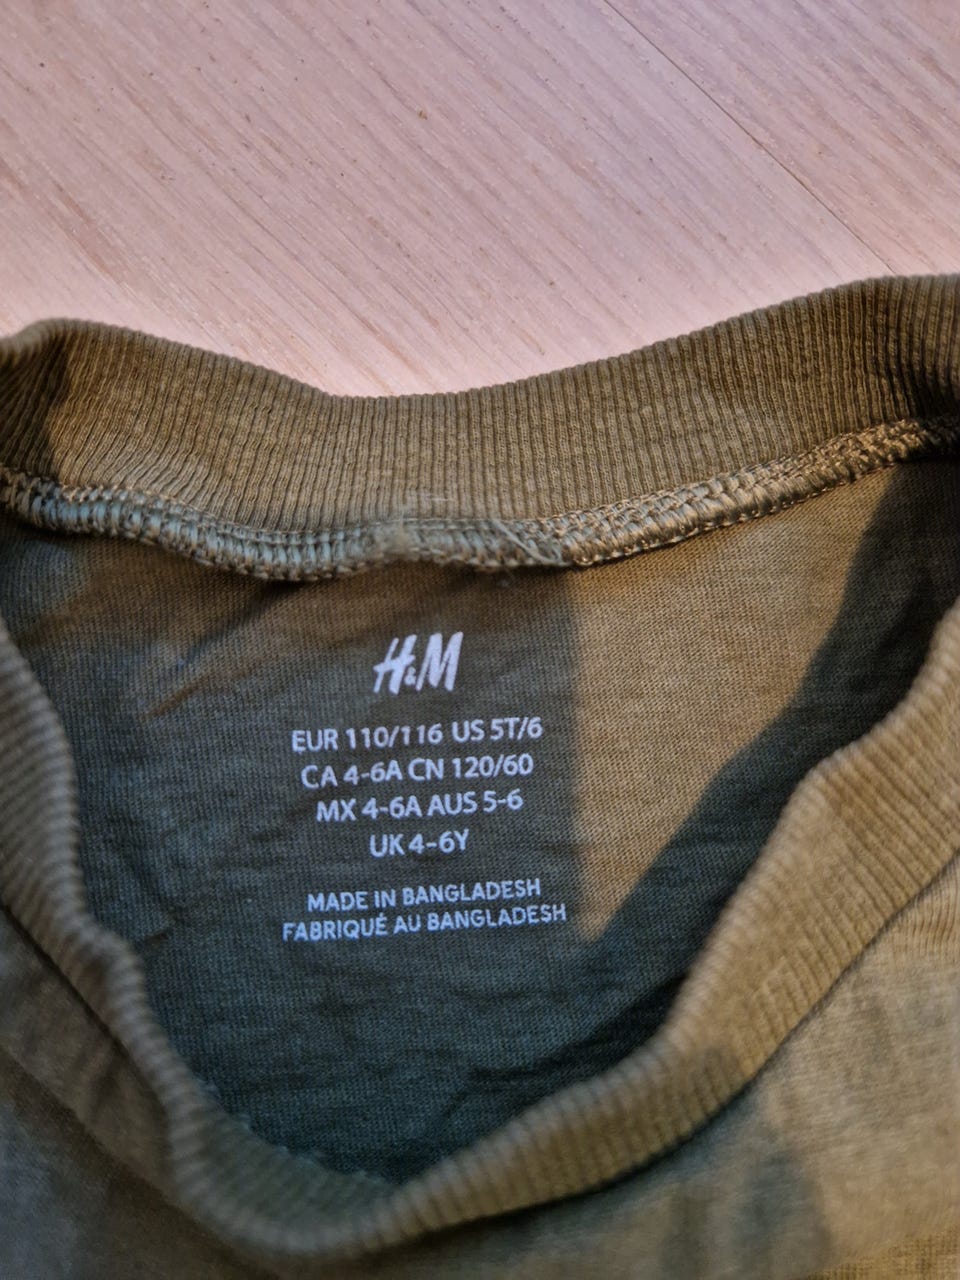 H&M
EUR 110/116 US 5T/6
CA 4-6A CN 120/60
MX 4-6A AUS 5-6
UK 4-6Y
MADE IN BANGLADESH
FABRIQUÉ AU BANGLADESH